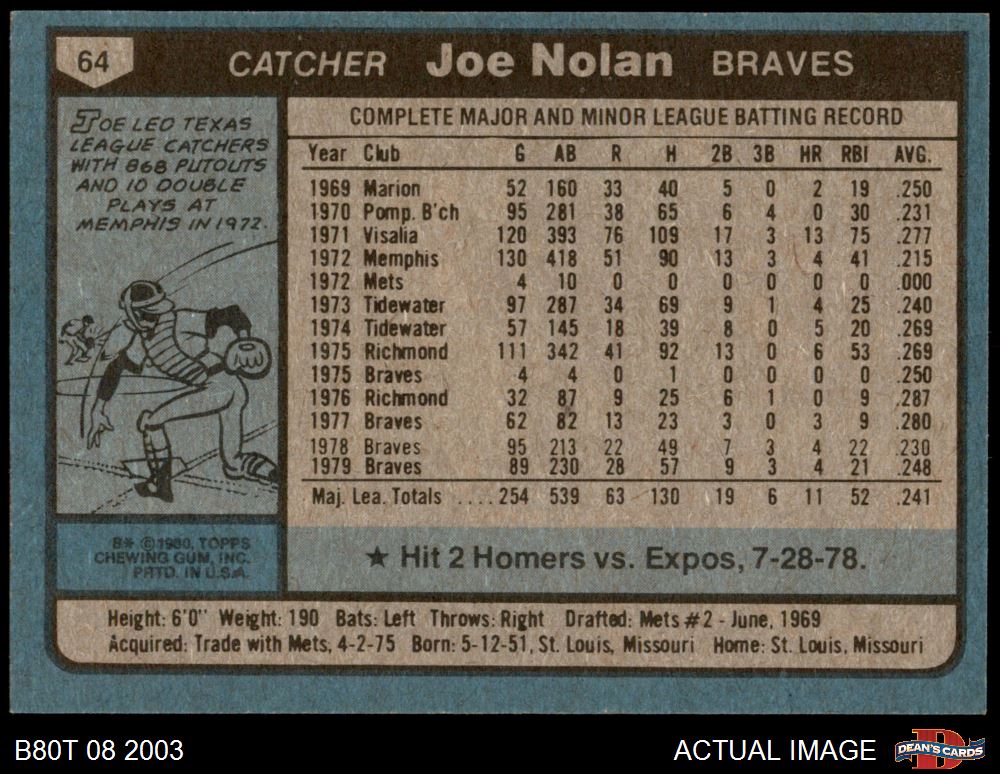 64 CATCHER Joe Nolan BRAVES
JOE LED TEXAS
LEAGUE CATCHERS
WITH 868 PUTOUTS
AND 10 DOUBLE
PLAYS AT
MEMPHIS IN 1972.
COMPLETE MAJOR AND MINOR LEAGUE BATTING RECORD
Year Club G AB R H 2B 3B HR RBI AVG.
1969 Marion 52 160 33 40 5 0 2 19 .250
1970 Pomp. B'ch 95 281 38 65 6 4 0 30 .231
1971 Visalia 120 393 76 109 17 3 13 75 .277
1972 Memphis 130 418 51 90 13 3 4 41 .215
1972 Mets 4 10 0 0 0 0 0 0 .000
1973 Tidewater 97 287 34 69 9 1 4 25 .240
1974 Tidewater 57 145 18 39 8 0 5 20 .269
1975 Richmond 111 342 41 92 13 0 6 53 .269
1975 Braves 4 4 0 1 0 0 0 0 .250
1976 Richmond 32 87 9 25 6 1 0 9 .287
1977 Braves 62 82 13 23 3 0 3 9 .280
1978 Braves 95 213 22 49 7 3 4 22 .230
1979 Braves 89 230 28 57 9 3 4 21 .248
Maj. Lea. Totals ....254 539 63 130 19 6 11 52 .241
B* ©1980, TOPPS
CHEWING GUM, INC.
PRTD. IN U.S.A.
★ Hit 2 Homers vs. Expos, 7-28-78.
Height: 6'0" Weight: 190 Bats: Left Throws: Right Drafted: Mets #2 - June, 1969
Acquired: Trade with Mets, 4-2-75 Born: 5-12-51, St. Louis, Missouri Home: St. Louis, Missouri
B80T 08 2003 ACTUAL IMAGE DEAN'S CARDS